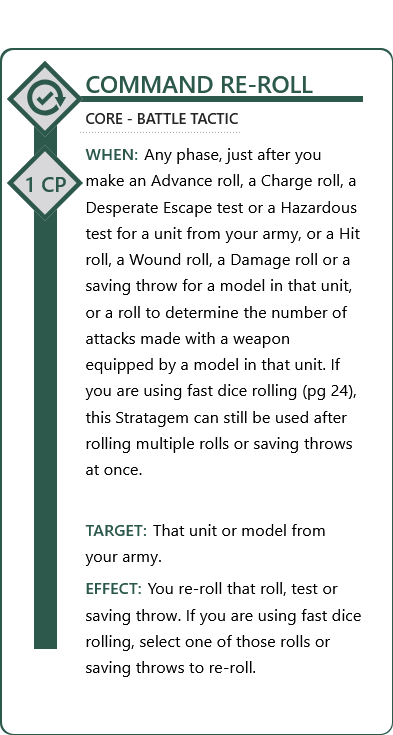 COMMAND RE-ROLL
CORE - BATTLE TACTIC
1 CP
WHEN: Any phase, just after you
make an Advance roll, a Charge roll, a
Desperate Escape test or a Hazardous
test for a unit from your army, or a Hit
roll, a Wound roll, a Damage roll or a
saving throw for a model in that unit,
or a roll to determine the number of
attacks made with a weapon
equipped by a model in that unit. If
you are using fast dice rolling (pg 24),
this Stratagem can still be used after
rolling multiple rolls or saving throws
at once.
TARGET: That unit or model from
your army.
EFFECT: You re-roll that roll, test or
saving throw. If you are using fast dice
rolling, select one of those rolls or
saving throws to re-roll.